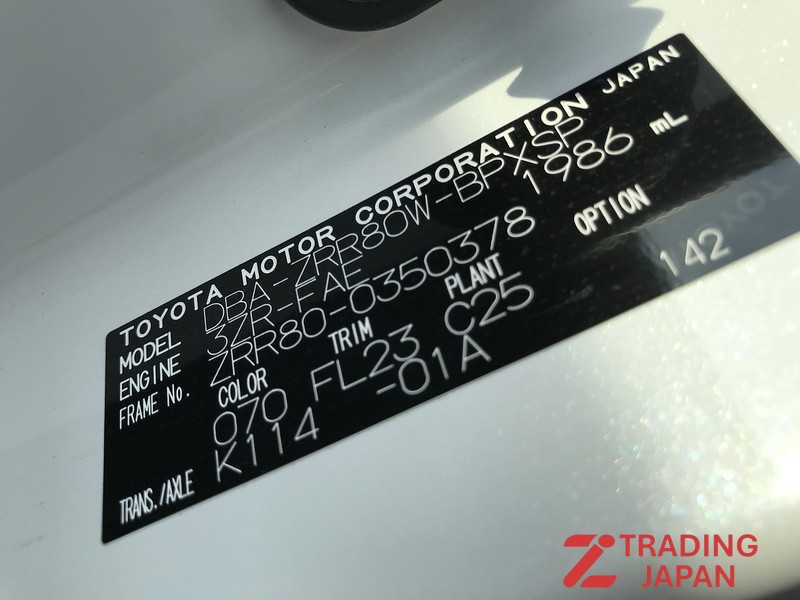 TOYOTA MOTOR CORPORATION JAPAN
MODEL DBA-ZRR80W-BPXSP
ENGINE 3ZR-FAE 1986 mL
FRAME No. ZRR80-0350378
COLOR TRIM PLANT OPTION
070 FL23 C25 142
TRANS./AXLE K114 -01A
TRADING
JAPAN